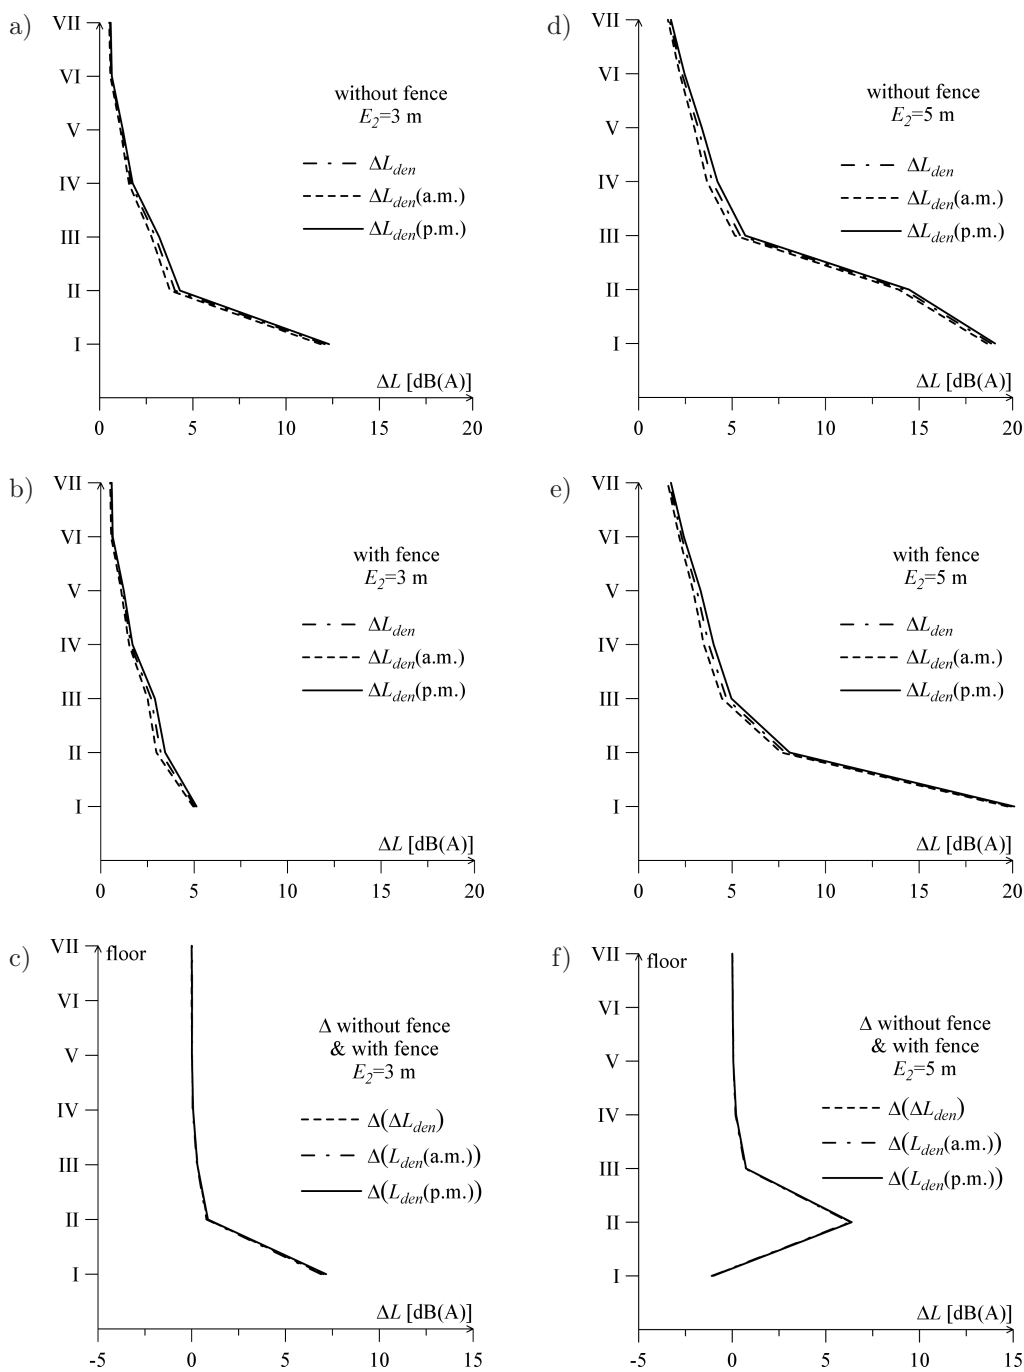 a)
VII
VI
V
IV
III
II
I
without fence
E2=3 m
ΔLden
ΔLden(a.m.)
ΔLden(p.m.)
ΔL [dB(A)]
0 5 10 15 20
d)
VII
VI
V
IV
III
II
I
without fence
E2=5 m
ΔLden
ΔLden(a.m.)
ΔLden(p.m.)
ΔL [dB(A)]
0 5 10 15 20
b)
VII
VI
V
IV
III
II
I
with fence
E2=3 m
ΔLden
ΔLden(a.m.)
ΔLden(p.m.)
ΔL [dB(A)]
0 5 10 15 20
e)
VII
VI
V
IV
III
II
I
with fence
E2=5 m
ΔLden
ΔLden(a.m.)
ΔLden(p.m.)
ΔL [dB(A)]
0 5 10 15 20
c)
VII floor
VI
V
IV
III
II
I
Δ without fence
& with fence
E2=3 m
Δ(ΔLden)
Δ(Lden(a.m.))
Δ(Lden(p.m.))
ΔL [dB(A)]
-5 0 5 10 15
f)
VII floor
VI
V
IV
III
II
I
Δ without fence
& with fence
E2=5 m
Δ(ΔLden)
Δ(Lden(a.m.))
Δ(Lden(p.m.))
ΔL [dB(A)]
-5 0 5 10 15